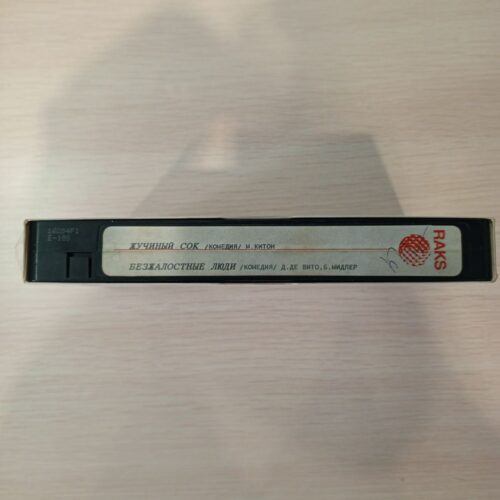 E-180
ЖУЧИНЫЙ СОК /КОМЕДИЯ/ М.КИТОН
БЕЗЖАЛОСТНЫЕ ЛЮДИ /КОМЕДИЯ/ Д.ДЕ ВИТО,Б.МИДЛЕР
RAKS